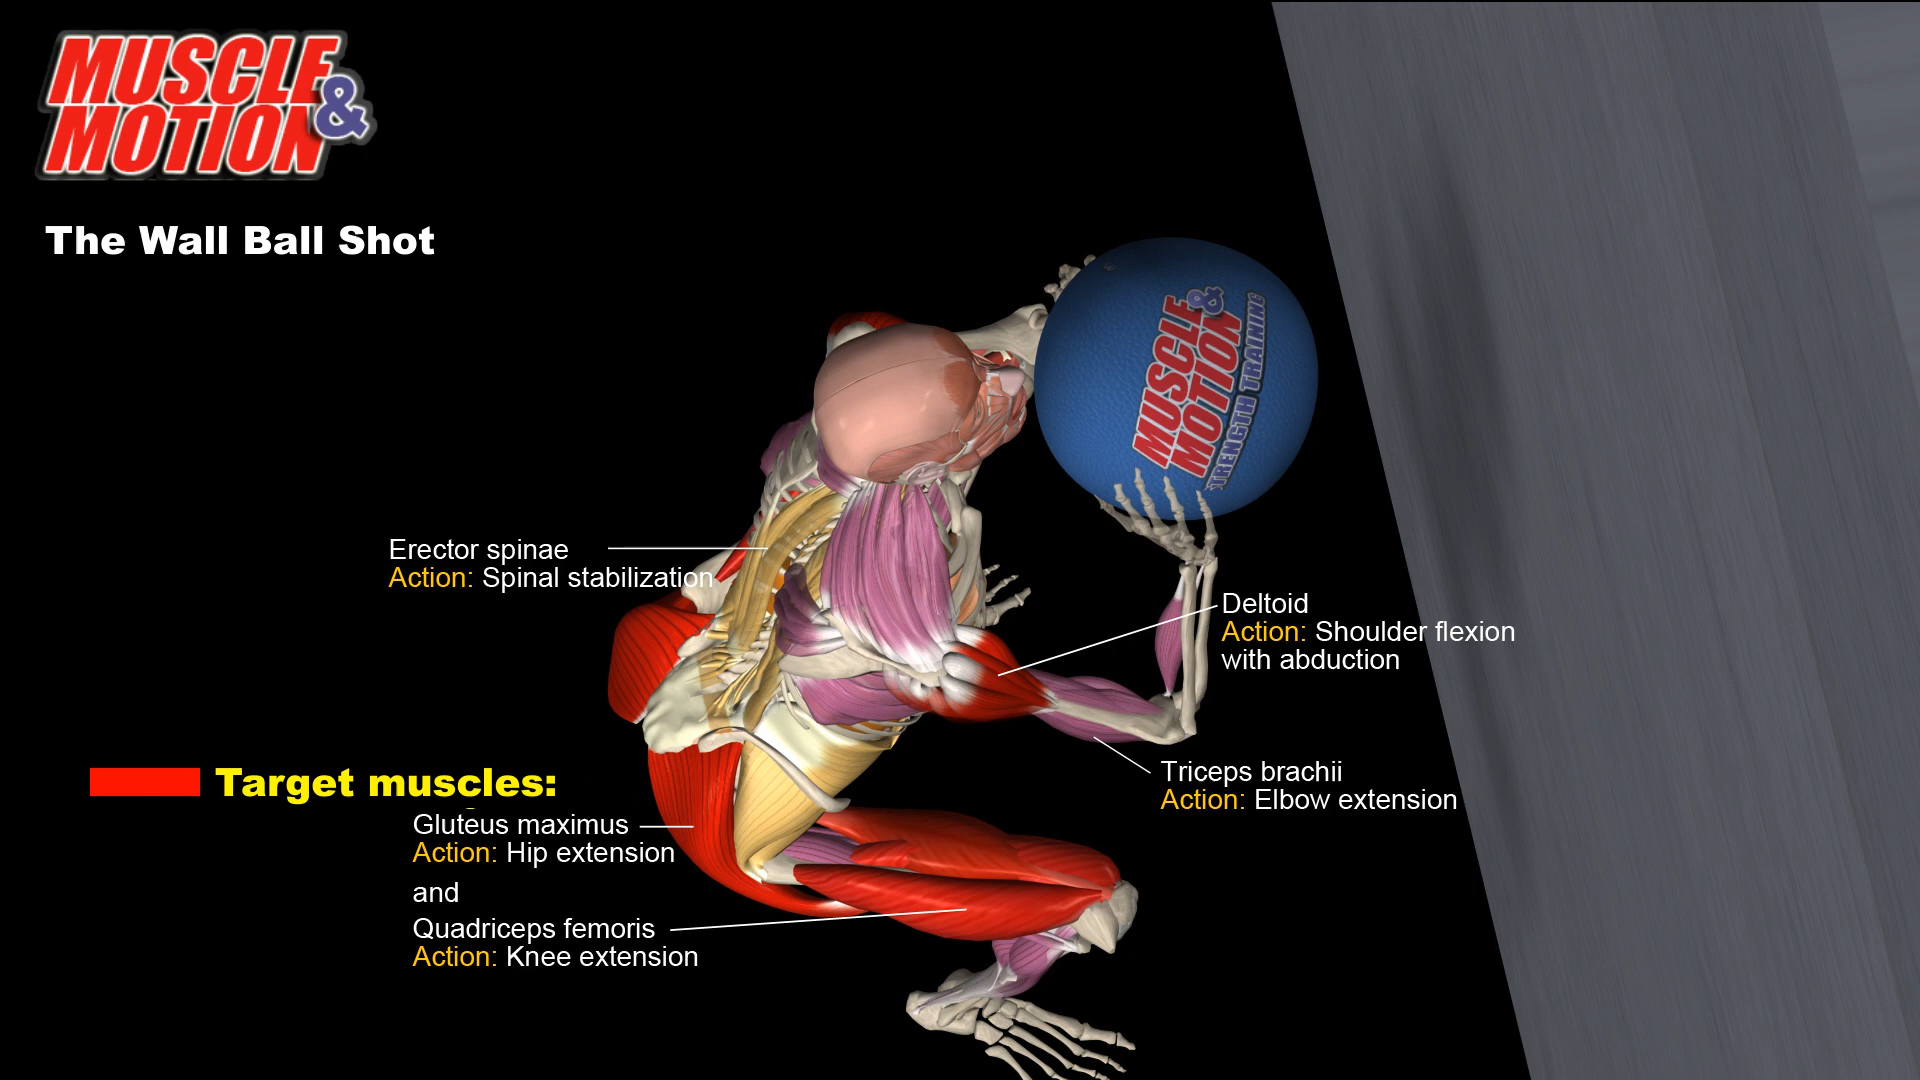 MUSCLE &
MOTION
The Wall Ball Shot
MUSCLE &
MOTION
STRENGTH TRAINING
Erector spinae
Action: Spinal stabilization
Deltoid
Action: Shoulder flexion
with abduction
Triceps brachii
Action: Elbow extension
Target muscles:
Gluteus maximus
Action: Hip extension
and
Quadriceps femoris
Action: Knee extension